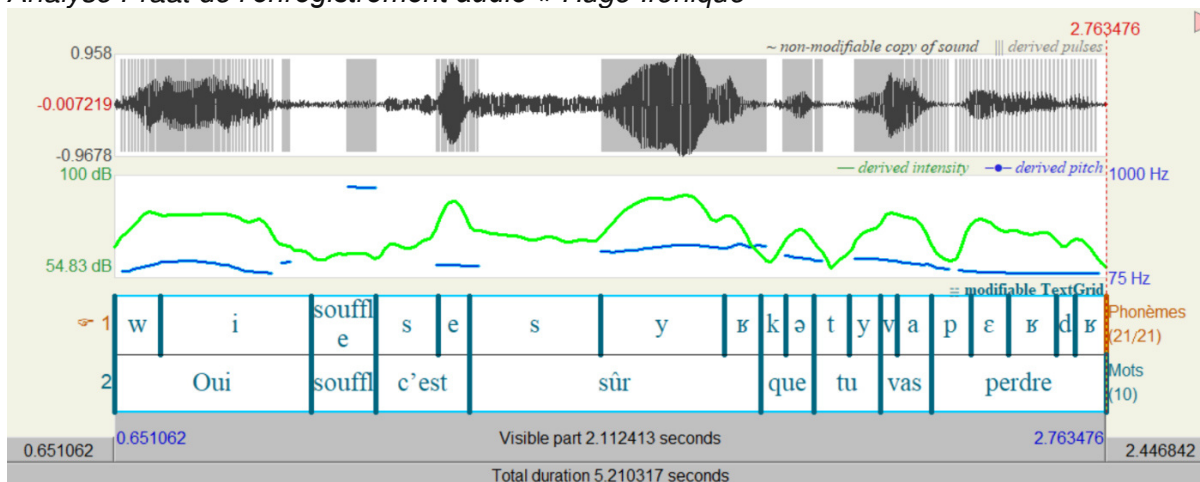 Analyse Praat de l'enregistrement audio « Hugo ironique »
2.763476
~ non-modifiable copy of sound ||| derived pulses
0.958
-0.007219
-0.9678
100 dB — derived intensity —●— derived pitch 1000 Hz
54.83 dB 75 Hz
≡ modifiable TextGrid
☞ 1 w i souffle s e s y ʁ k ə t y v a p ɛ ʁ d ʁ Phonèmes (21/21)
2 Oui souffl c'est sûr que tu vas perdre Mots (10)
0.651062 0.651062 Visible part 2.112413 seconds 2.763476 2.446842
Total duration 5.210317 seconds